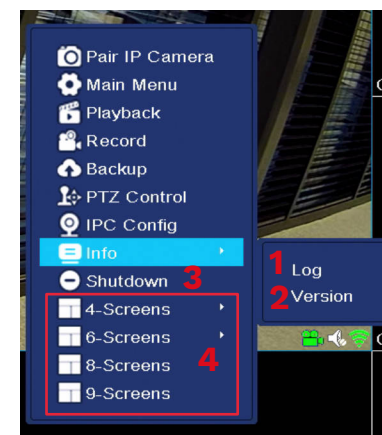 Pair IP Camera
Main Menu
Playback
Record
Backup
PTZ Control
IPC Config
Info
Shutdown 3
4-Screens
6-Screens 4
8-Screens
9-Screens
1 Log
2 Version